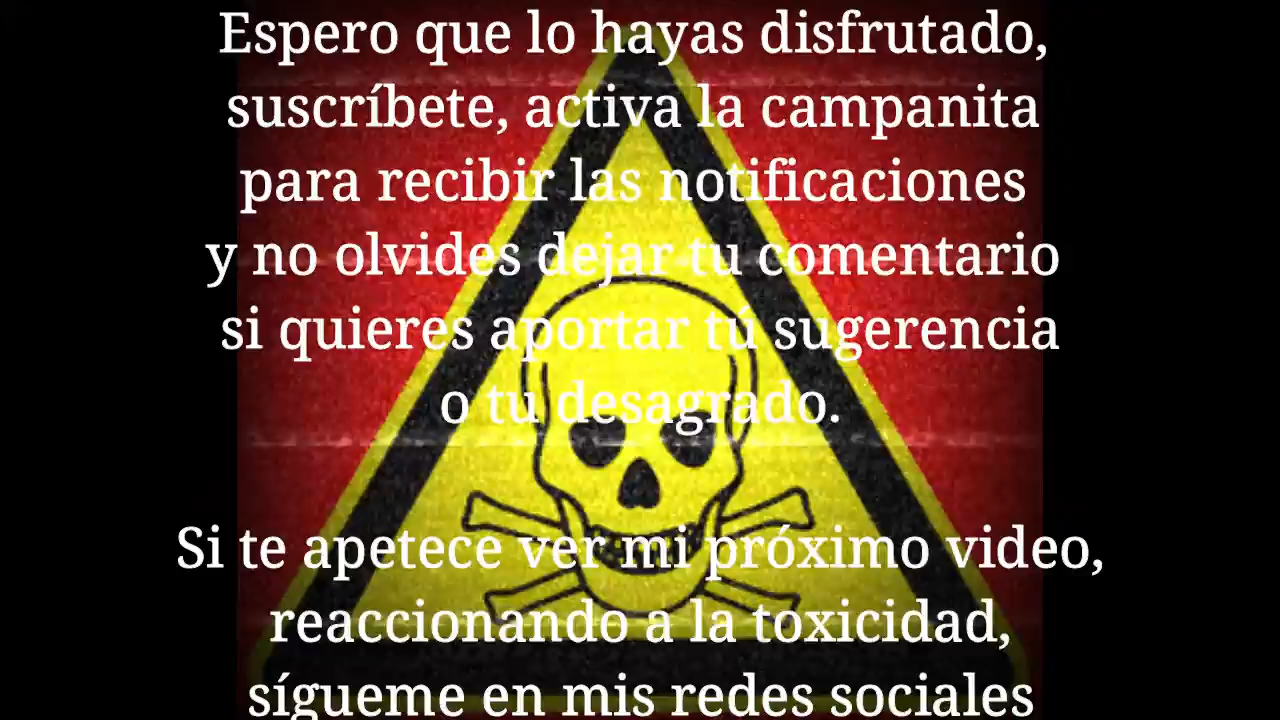 Espero que lo hayas disfrutado,
suscríbete, activa la campanita
para recibir las notificaciones
y no olvides dejar tu comentario
si quieres aportar tú sugerencia
o tu desagrado.
Si te apetece ver mi próximo video,
reaccionando a la toxicidad,
sígueme en mis redes sociales